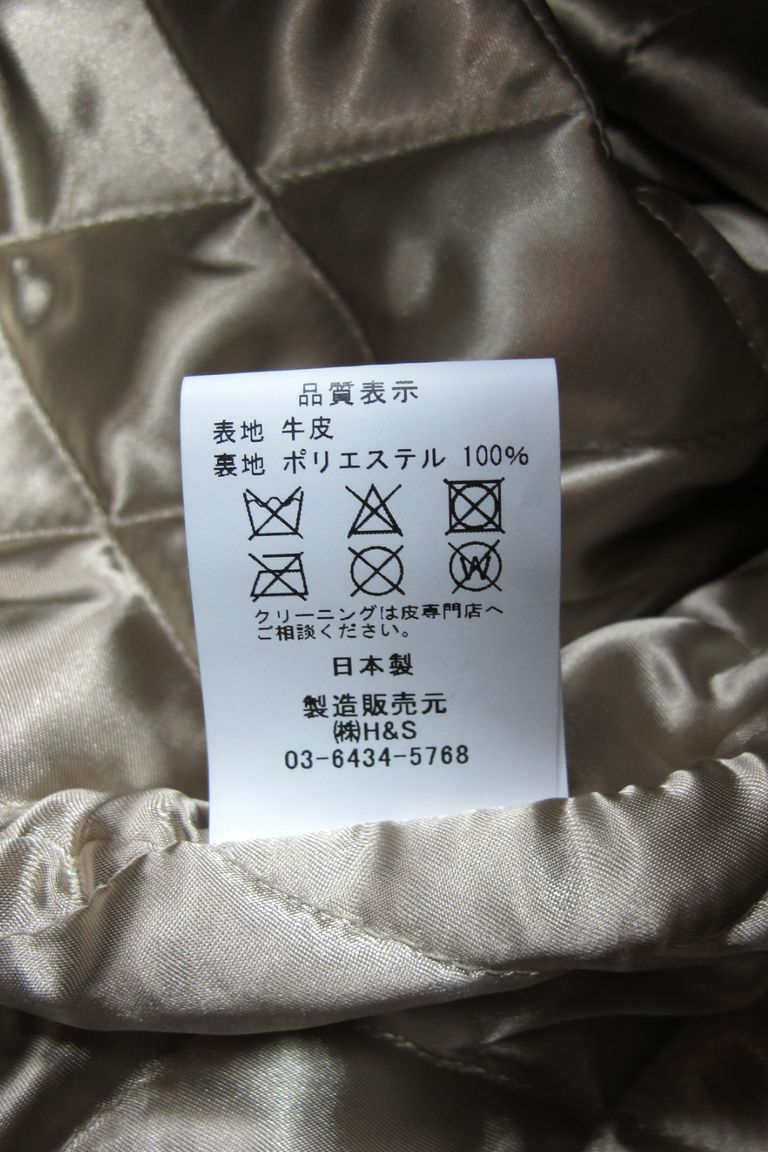 品質表示
表地 牛皮
裏地 ポリエステル 100%
W
クリーニングは皮専門店へ
ご相談ください。
日本製
製造販売元
㈱H&S
03-6434-5768